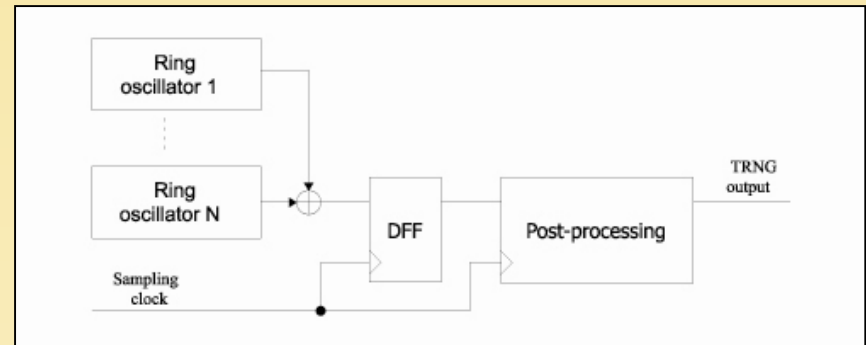 Ring
oscillator 1
Ring
oscillator N
DFF
Post-processing
TRNG
output
Sampling
clock